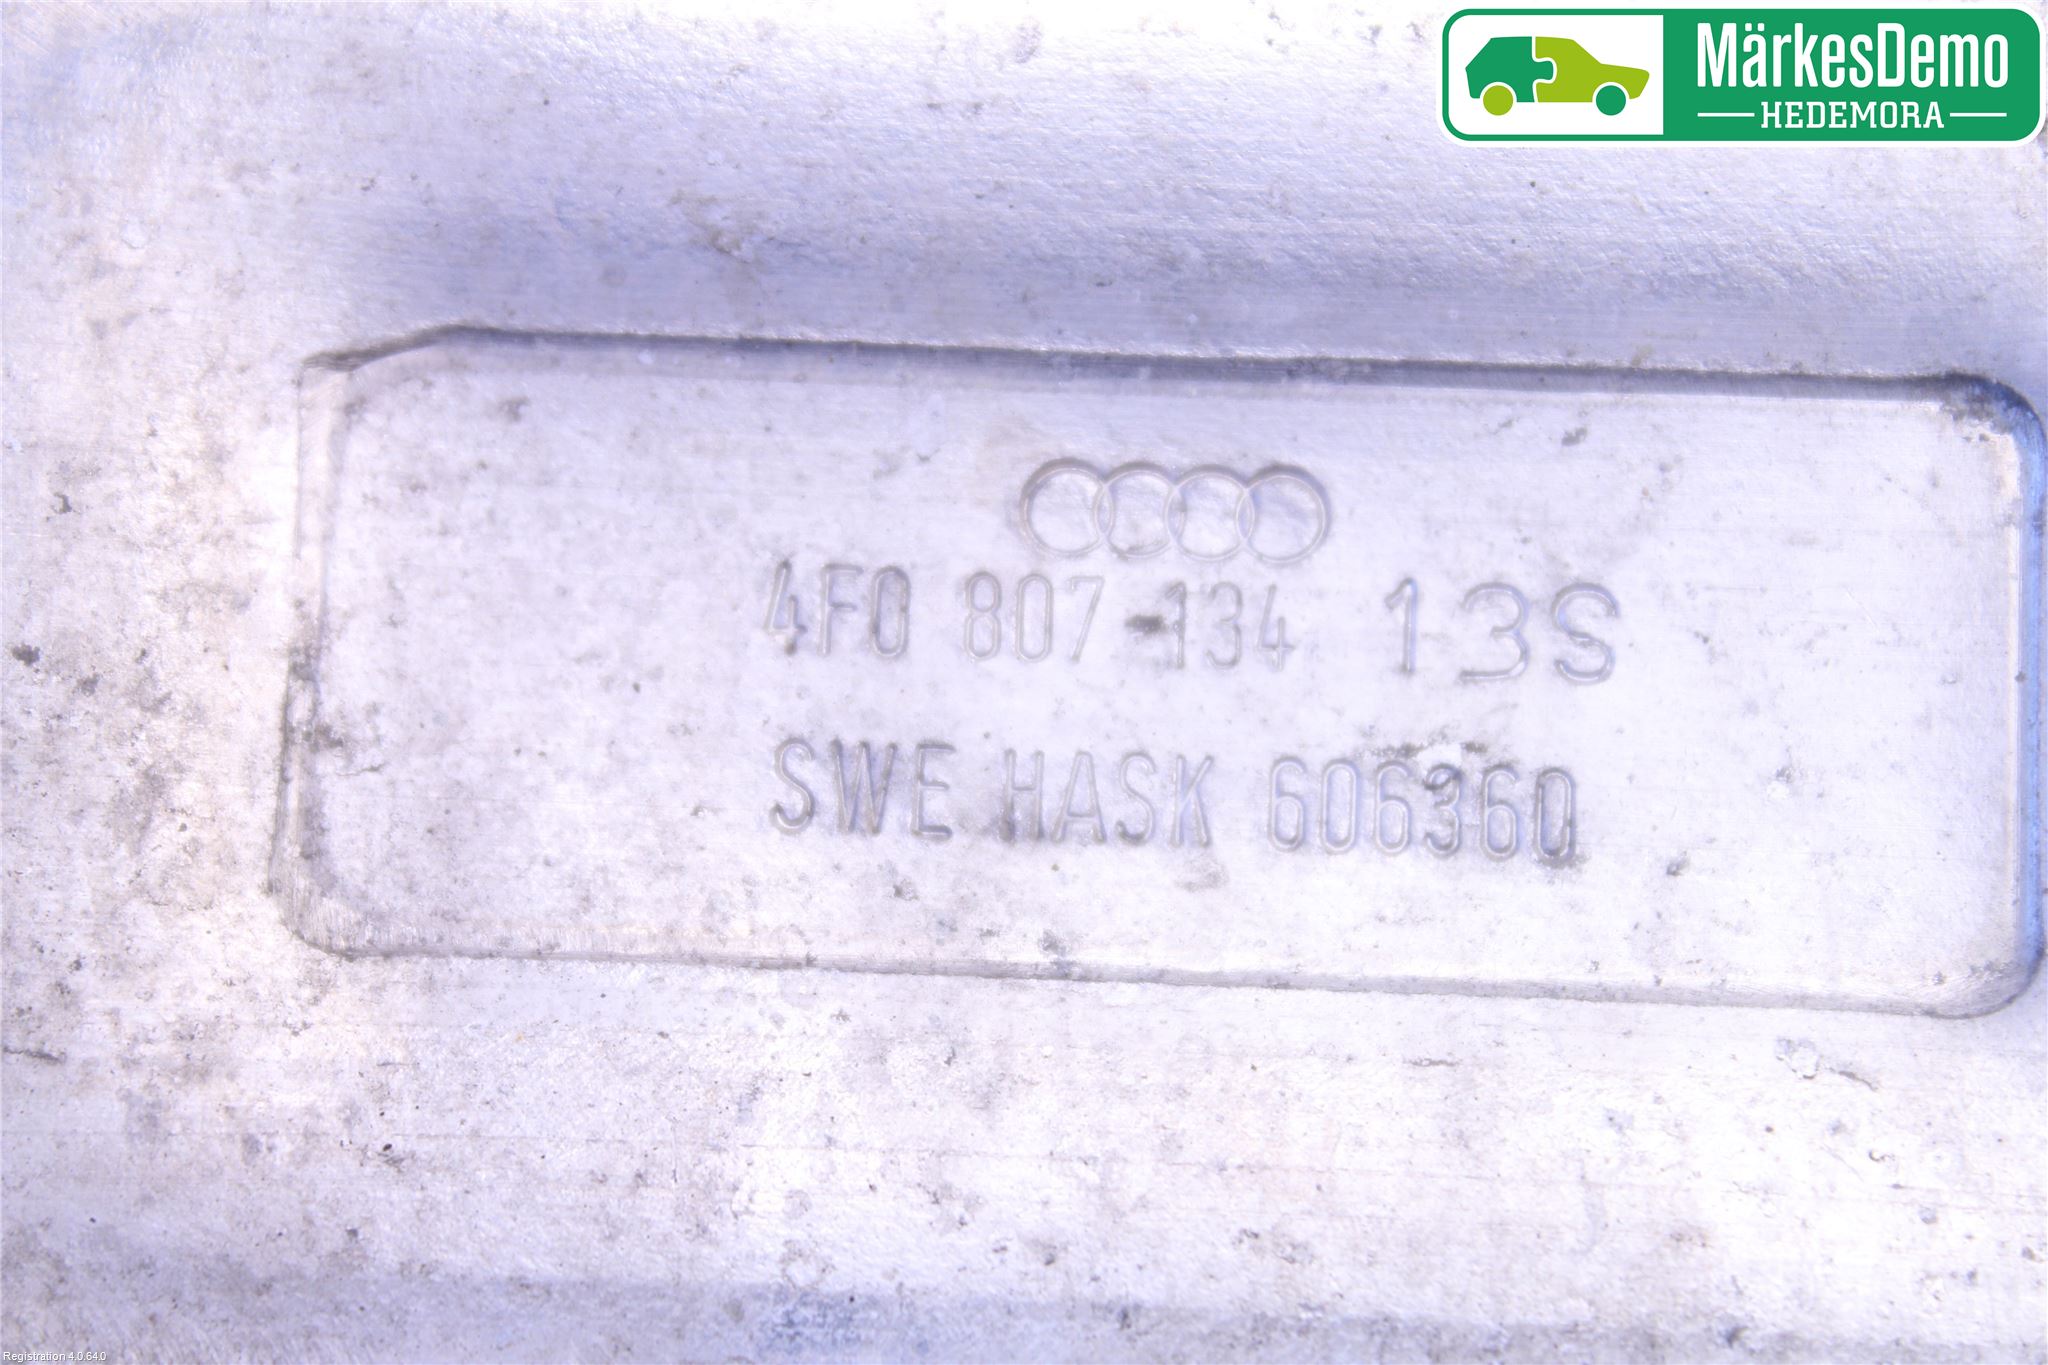 MärkesDemo
HEDEMORA
4F0 807 134 13S
SWE HASK 606360
Registration 4.0.64.0